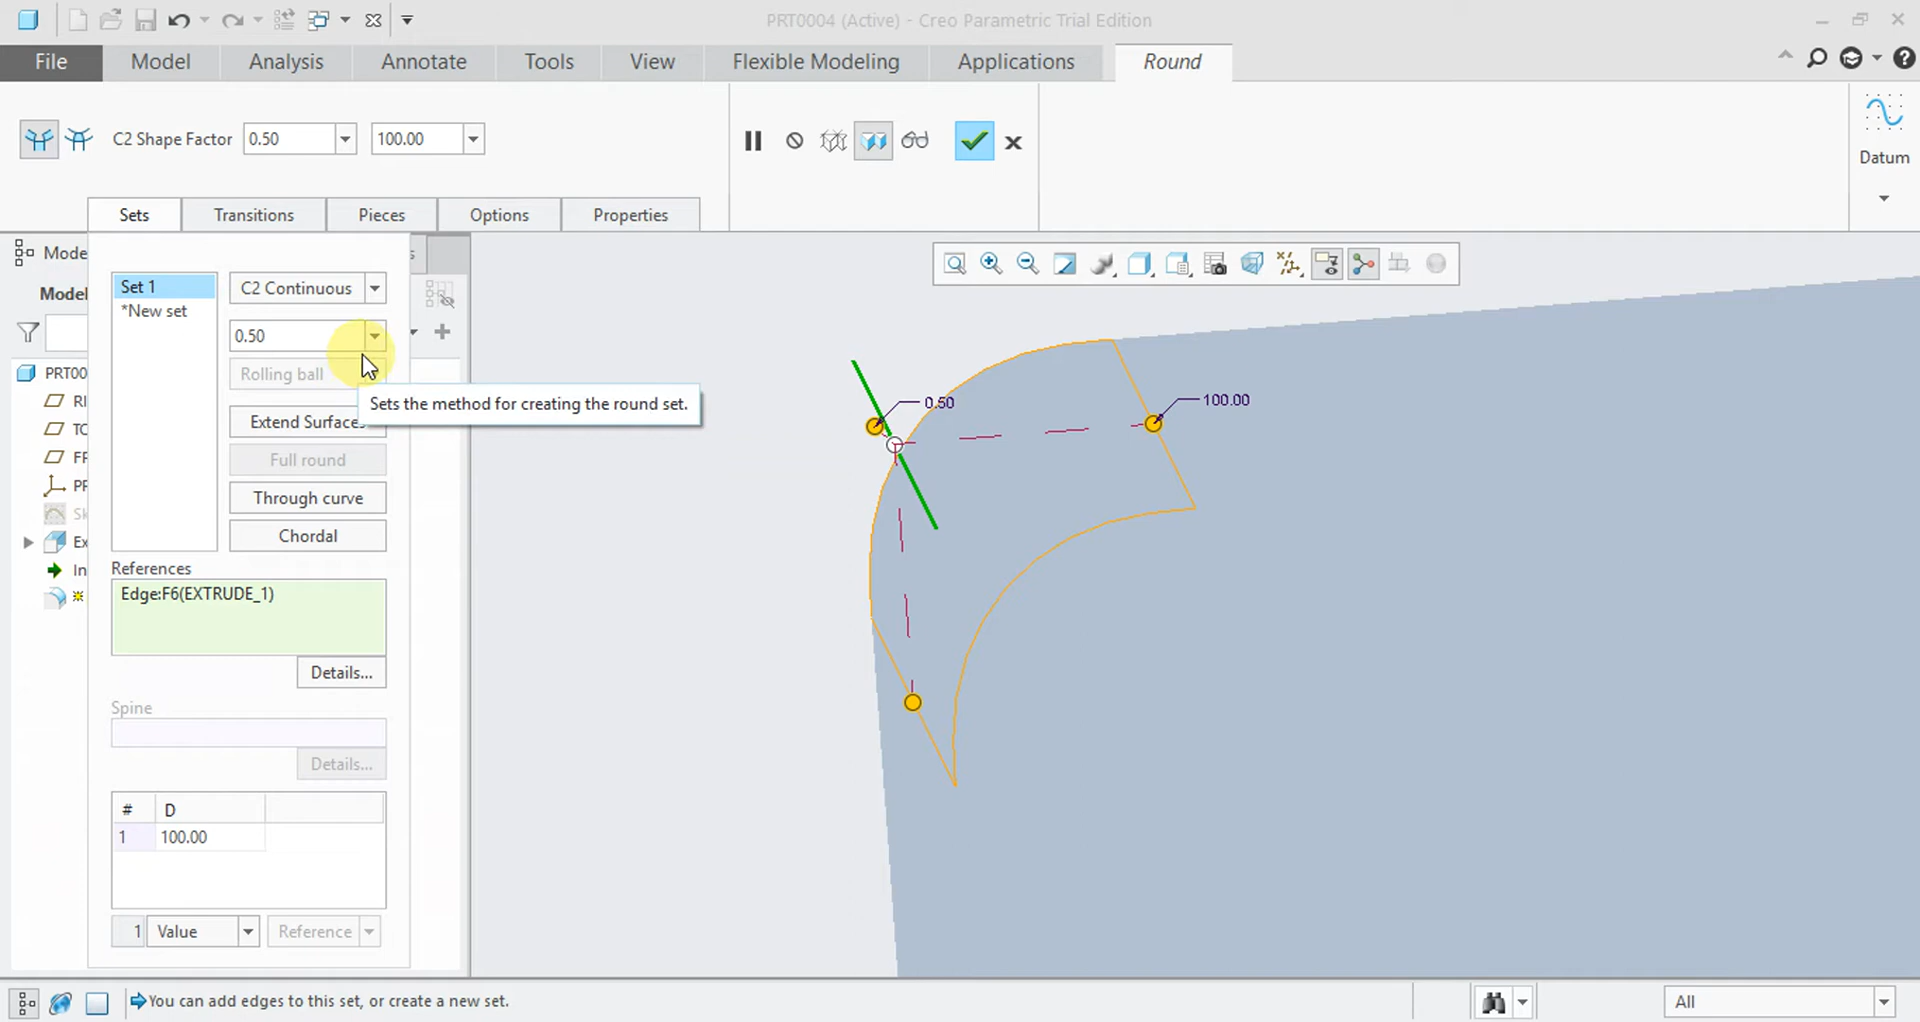 PRT0004 (Active) - Creo Parametric Trial Edition
File Model Analysis Annotate Tools View Flexible Modeling Applications Round
C2 Shape Factor 0.50 100.00
Datum
Sets Transitions Pieces Options Properties
Mode
s
Set 1
*New set
C2 Continuous
Model
0.50
Rolling ball
PRT00
Sets the method for creating the round set.
RI
Extend Surfaces
TC
Full round
FF
Through curve
PF
Sk
Chordal
Ex
References
In
Edge:F6(EXTRUDE_1)
Details...
Spine
Details...
# D
1 100.00
1 Value Reference
0.50
100.00
You can add edges to this set, or create a new set.
All